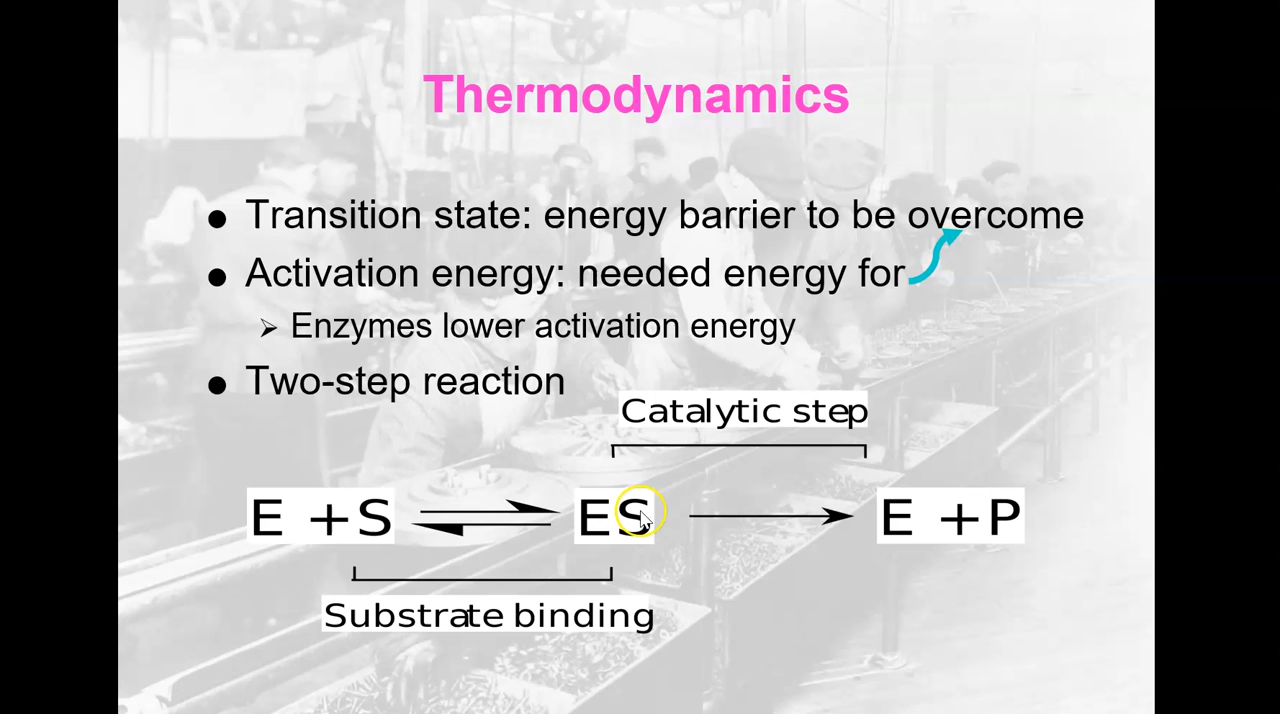 Thermodynamics
● Transition state: energy barrier to be overcome
● Activation energy: needed energy for
➢ Enzymes lower activation energy
● Two-step reaction
Catalytic step
E + S ⇌ ES → E + P
Substrate binding